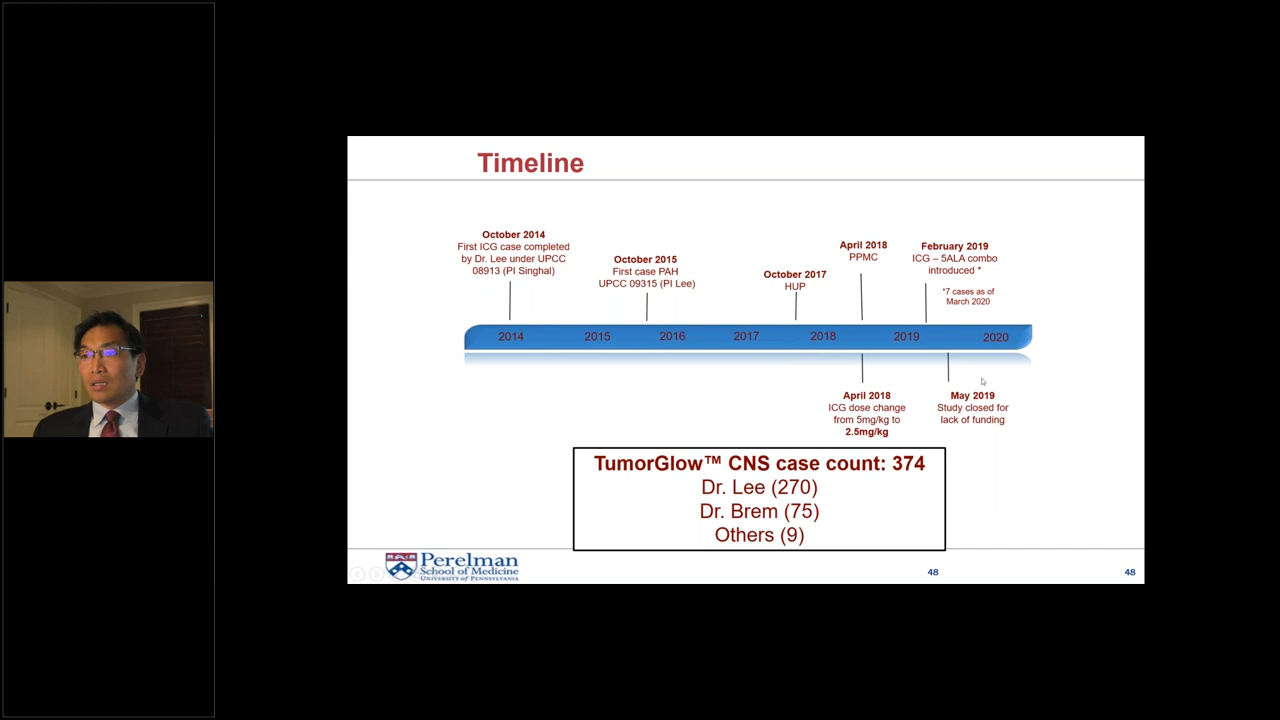 Timeline
October 2014
First ICG case completed
by Dr. Lee under UPCC
08913 (PI Singhal)
October 2015
First case PAH
UPCC 09315 (PI Lee)
October 2017
HUP
April 2018
PPMC
February 2019
ICG – 5ALA combo
introduced *
*7 cases as of
March 2020
2014 2015 2016 2017 2018 2019 2020
April 2018
ICG dose change
from 5mg/kg to
2.5mg/kg
May 2019
Study closed for
lack of funding
TumorGlow™ CNS case count: 374
Dr. Lee (270)
Dr. Brem (75)
Others (9)
Perelman
School of Medicine
University of Pennsylvania
48 48